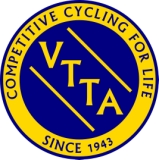 COMPETITIVE CYCLING FOR LIFE
VTTA
SINCE 1943